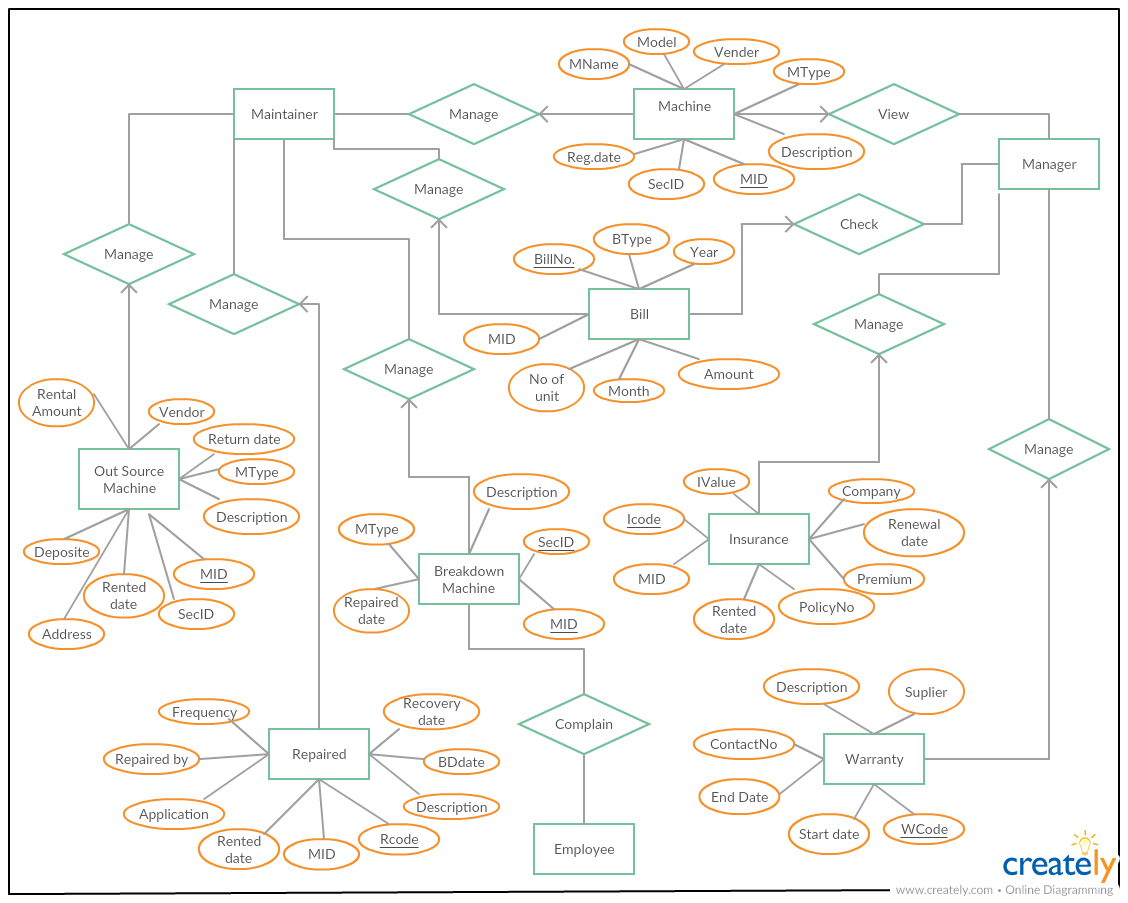 Model
Vender
MName
MType
Maintainer
Manage
Machine
View
Reg.date
Description
SecID
MID
Manager
Manage
Check
BType
BillNo.
Year
Manage
Manage
Bill
Manage
MID
Manage
No of
unit
Month
Amount
Rental
Amount
Vendor
Return date
MType
Out Source
Machine
Description
Deposite
MID
Rented
date
SecID
Address
Manage
Description
MType
SecID
Breakdown
Machine
Repaired
date
MID
IValue
Company
Icode
Renewal
date
Insurance
MID
Premium
PolicyNo
Rented
date
Frequency
Recovery
date
Repaired by
Repaired
BDdate
Application
Description
Rented
date
MID
Rcode
Complain
Employee
Description
Suplier
ContactNo
Warranty
End Date
Start date
WCode
creately
www.creately.com • Online Diagramming